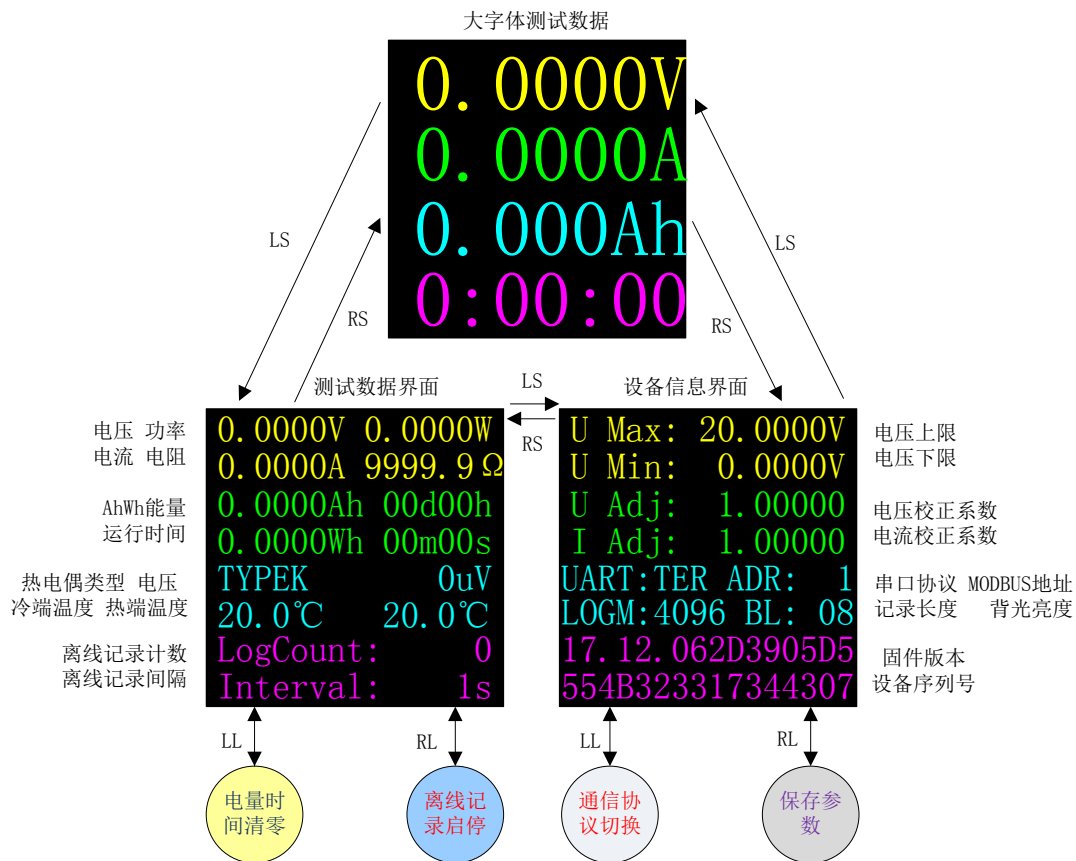 大字体测试数据
0.0000V
0.0000A
0.000Ah
0:00:00
LS
RS
LS
RS
测试数据界面
LS
RS
设备信息界面
电压 功率
电流 电阻
AhWh能量
运行时间
热电偶类型 电压
冷端温度 热端温度
离线记录计数
离线记录间隔
0.0000V 0.0000W
0.0000A 9999.9Ω
0.0000Ah 00d00h
0.0000Wh 00m00s
TYPEK 0uV
20.0℃ 20.0℃
LogCount: 0
Interval: 1s
U Max: 20.0000V
U Min: 0.0000V
U Adj: 1.00000
I Adj: 1.00000
UART:TER ADR: 1
LOGM:4096 BL: 08
17.12.062D3905D5
554B323317344307
电压上限
电压下限
电压校正系数
电流校正系数
串口协议 MODBUS地址
记录长度 背光亮度
固件版本
设备序列号
LL
RL
LL
RL
电量时
间清零
离线记
录启停
通信协
议切换
保存参
数